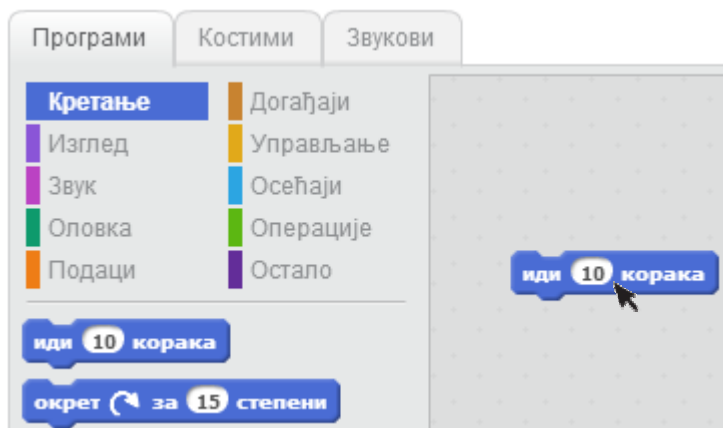 Програми Костими Звукови
Кретање Догађаји
Изглед Управљање
Звук Осећаји
Оловка Операције
Подаци Остало
иди 10 корака
иди 10 корака
окрет за 15 степени